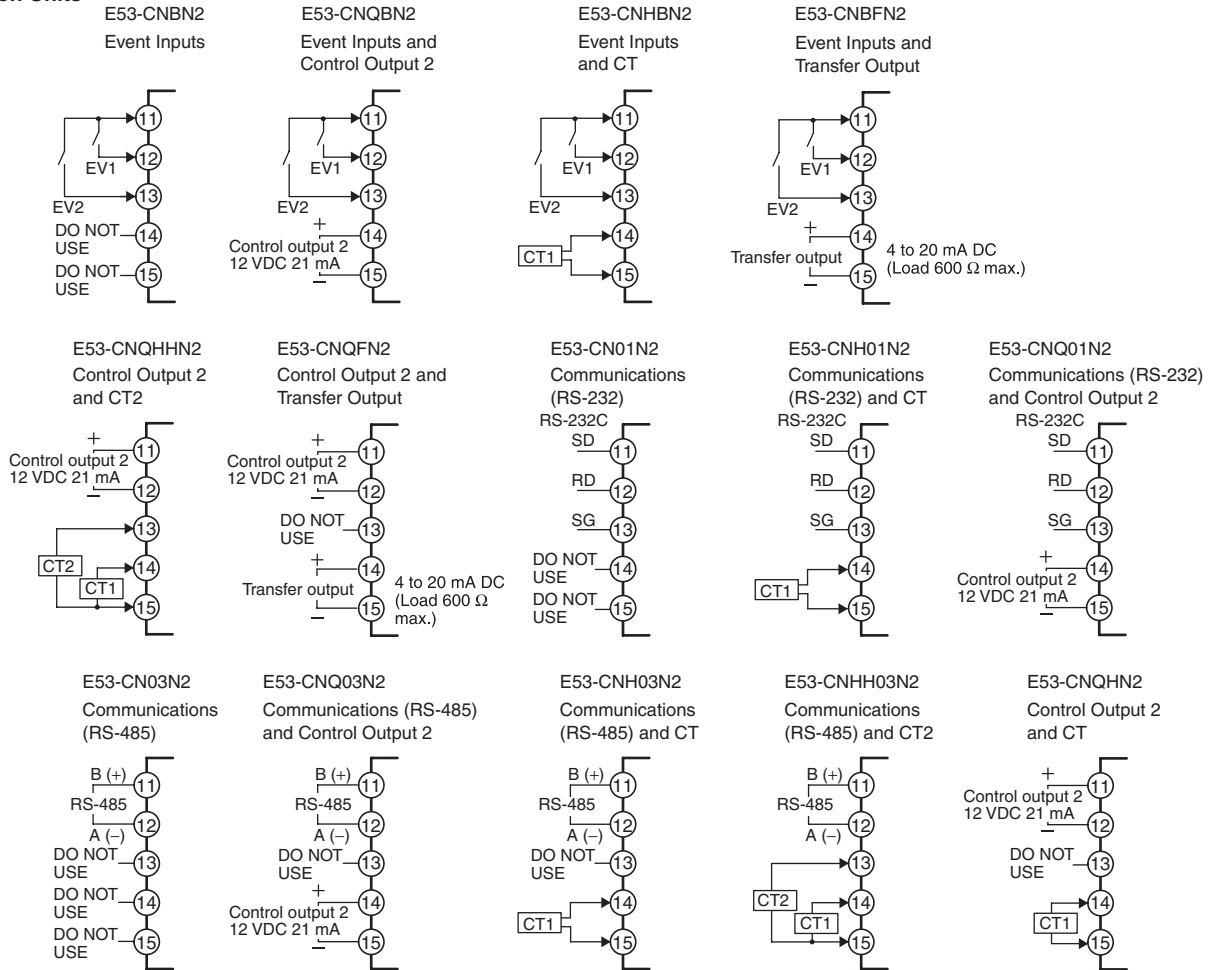 E53-CNBN2
Event Inputs
11
12
EV1
13
EV2
DO NOT
USE
14
DO NOT
USE
15
E53-CNQBN2
Event Inputs and
Control Output 2
11
12
EV1
13
EV2
+
14
Control output 2
12 VDC 21 mA
15
−
E53-CNHBN2
Event Inputs
and CT
11
12
EV1
13
EV2
14
CT1
15
E53-CNBFN2
Event Inputs and
Transfer Output
11
12
EV1
13
EV2
+
14
Transfer output
4 to 20 mA DC
(Load 600 Ω max.)
15
−
E53-CNQHHN2
Control Output 2
and CT2
+
11
Control output 2
12 VDC 21 mA
12
−
13
CT2
14
CT1
15
E53-CNQFN2
Control Output 2 and
Transfer Output
+
11
Control output 2
12 VDC 21 mA
12
−
DO NOT
USE
13
+
14
Transfer output
4 to 20 mA DC
(Load 600 Ω
max.)
15
−
E53-CN01N2
Communications
(RS-232)
RS-232C
SD
11
RD
12
SG
13
DO NOT
USE
14
DO NOT
USE
15
E53-CNH01N2
Communications
(RS-232) and CT
RS-232C
SD
11
RD
12
SG
13
14
CT1
15
E53-CNQ01N2
Communications (RS-232)
and Control Output 2
RS-232C
SD
11
RD
12
SG
13
+
14
Control output 2
12 VDC 21 mA
15
−
E53-CN03N2
Communications
(RS-485)
B (+)
11
RS-485
12
A (−)
DO NOT
USE
13
DO NOT
USE
14
DO NOT
USE
15
E53-CNQ03N2
Communications (RS-485)
and Control Output 2
B (+)
11
RS-485
12
A (−)
DO NOT
USE
13
+
14
Control output 2
12 VDC 21 mA
15
−
E53-CNH03N2
Communications
(RS-485) and CT
B (+)
11
RS-485
12
A (−)
DO NOT
USE
13
14
CT1
15
E53-CNHH03N2
Communications
(RS-485) and CT2
B (+)
11
RS-485
12
A (−)
13
CT2
14
CT1
15
E53-CNQHN2
Control Output 2
and CT
+
11
Control output 2
12 VDC 21 mA
12
−
DO NOT
USE
13
14
CT1
15